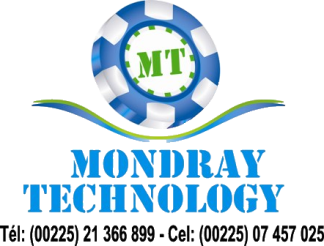 MT
MONDRAY
TECHNOLOGY
Tél: (00225) 21 366 899 - Cel: (00225) 07 457 025